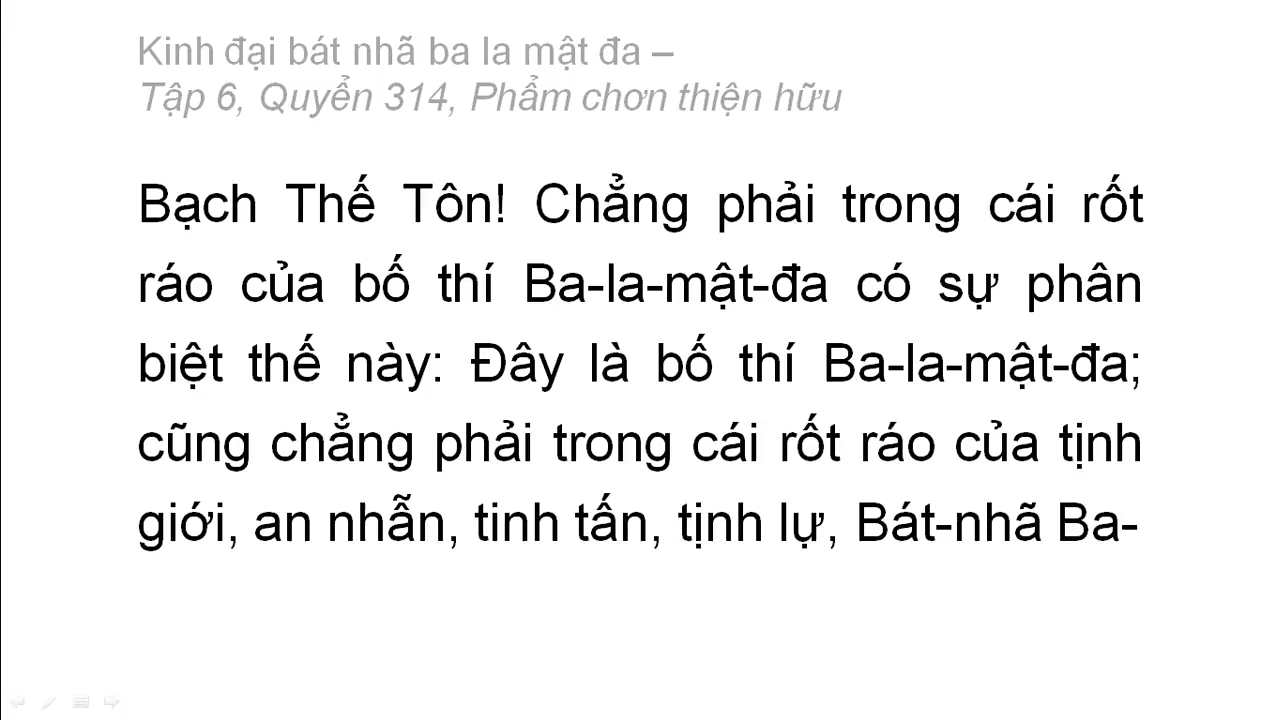 Kinh đại bát nhã ba la mật đa –
Tập 6, Quyển 314, Phẩm chơn thiện hữu
Bạch Thế Tôn! Chẳng phải trong cái rốt
ráo của bố thí Ba-la-mật-đa có sự phân
biệt thế này: Đây là bố thí Ba-la-mật-đa;
cũng chẳng phải trong cái rốt ráo của tịnh
giới, an nhẫn, tinh tấn, tịnh lự, Bát-nhã Ba-